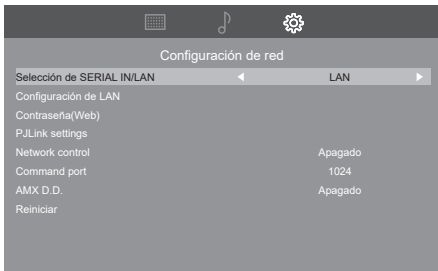 Configuración de red
Selección de SERIAL IN/LAN LAN
Configuración de LAN
Contraseña(Web)
PJLink settings
Network control Apagado
Command port 1024
AMX D.D. Apagado
Reiniciar